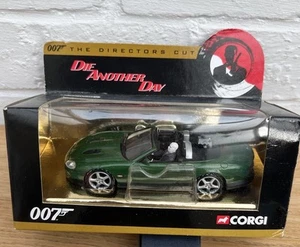 007 THE DIRECTORS CUT
DIE
ANOTHER
DAY
007
CORGI